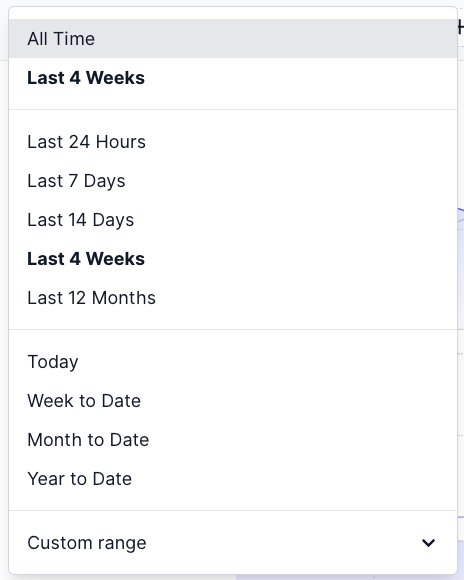 All Time
Last 4 Weeks
Last 24 Hours
Last 7 Days
Last 14 Days
Last 4 Weeks
Last 12 Months
Today
Week to Date
Month to Date
Year to Date
Custom range